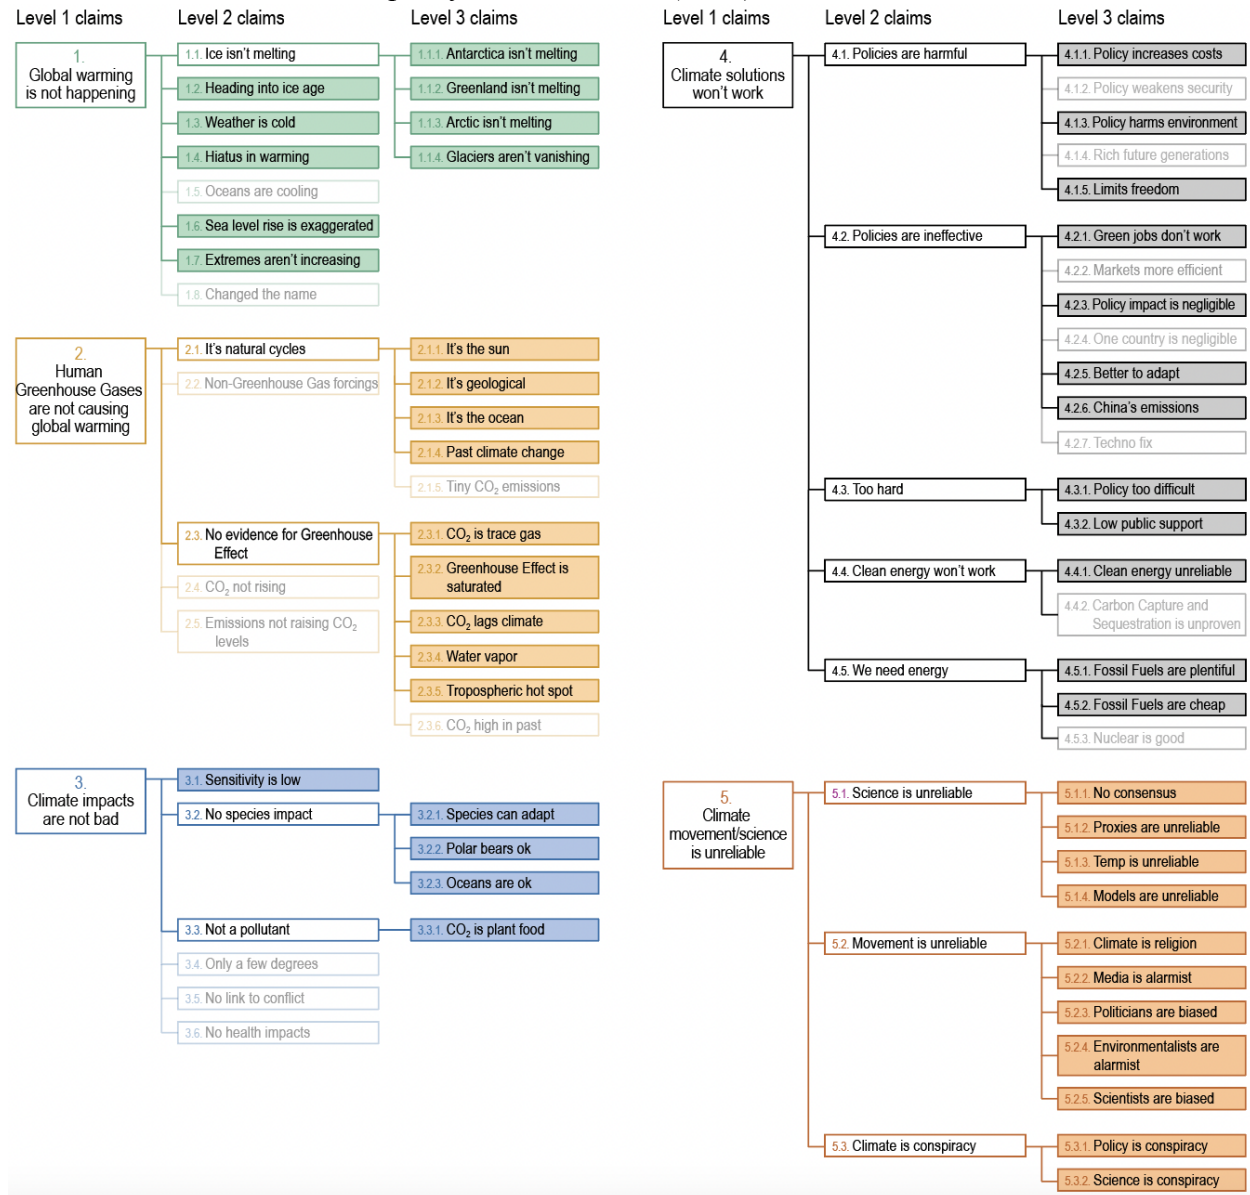 Level 1 claims
Level 2 claims
Level 3 claims
1.
Global warming
is not happening
1.1. Ice isn't melting
1.1.1. Antarctica isn't melting
1.1.2. Greenland isn't melting
1.1.3. Arctic isn't melting
1.1.4. Glaciers aren't vanishing
1.2. Heading into ice age
1.3. Weather is cold
1.4. Hiatus in warming
1.5. Oceans are cooling
1.6. Sea level rise is exaggerated
1.7. Extremes aren't increasing
1.8. Changed the name
2.
Human
Greenhouse Gases
are not causing
global warming
2.1. It's natural cycles
2.1.1. It's the sun
2.1.2. It's geological
2.1.3. It's the ocean
2.1.4. Past climate change
2.1.5. Tiny CO₂ emissions
2.2. Non-Greenhouse Gas forcings
2.3. No evidence for Greenhouse
Effect
2.3.1. CO₂ is trace gas
2.3.2. Greenhouse Effect is
saturated
2.3.3. CO₂ lags climate
2.3.4. Water vapor
2.3.5. Tropospheric hot spot
2.3.6. CO₂ high in past
2.4. CO₂ not rising
2.5. Emissions not raising CO₂
levels
3.
Climate impacts
are not bad
3.1. Sensitivity is low
3.2. No species impact
3.2.1. Species can adapt
3.2.2. Polar bears ok
3.2.3. Oceans are ok
3.3. Not a pollutant
3.3.1. CO₂ is plant food
3.4. Only a few degrees
3.5. No link to conflict
3.6. No health impacts
Level 1 claims
Level 2 claims
Level 3 claims
4.
Climate solutions
won't work
4.1. Policies are harmful
4.1.1. Policy increases costs
4.1.2. Policy weakens security
4.1.3. Policy harms environment
4.1.4. Rich future generations
4.1.5. Limits freedom
4.2. Policies are ineffective
4.2.1. Green jobs don't work
4.2.2. Markets more efficient
4.2.3. Policy impact is negligible
4.2.4. One country is negligible
4.2.5. Better to adapt
4.2.6. China's emissions
4.2.7. Techno fix
4.3. Too hard
4.3.1. Policy too difficult
4.3.2. Low public support
4.4. Clean energy won't work
4.4.1. Clean energy unreliable
4.4.2. Carbon Capture and
Sequestration is unproven
4.5. We need energy
4.5.1. Fossil Fuels are plentiful
4.5.2. Fossil Fuels are cheap
4.5.3. Nuclear is good
5.
Climate
movement/science
is unreliable
5.1. Science is unreliable
5.1.1. No consensus
5.1.2. Proxies are unreliable
5.1.3. Temp is unreliable
5.1.4. Models are unreliable
5.2. Movement is unreliable
5.2.1. Climate is religion
5.2.2. Media is alarmist
5.2.3. Politicians are biased
5.2.4. Environmentalists are
alarmist
5.2.5. Scientists are biased
5.3. Climate is conspiracy
5.3.1. Policy is conspiracy
5.3.2. Science is conspiracy